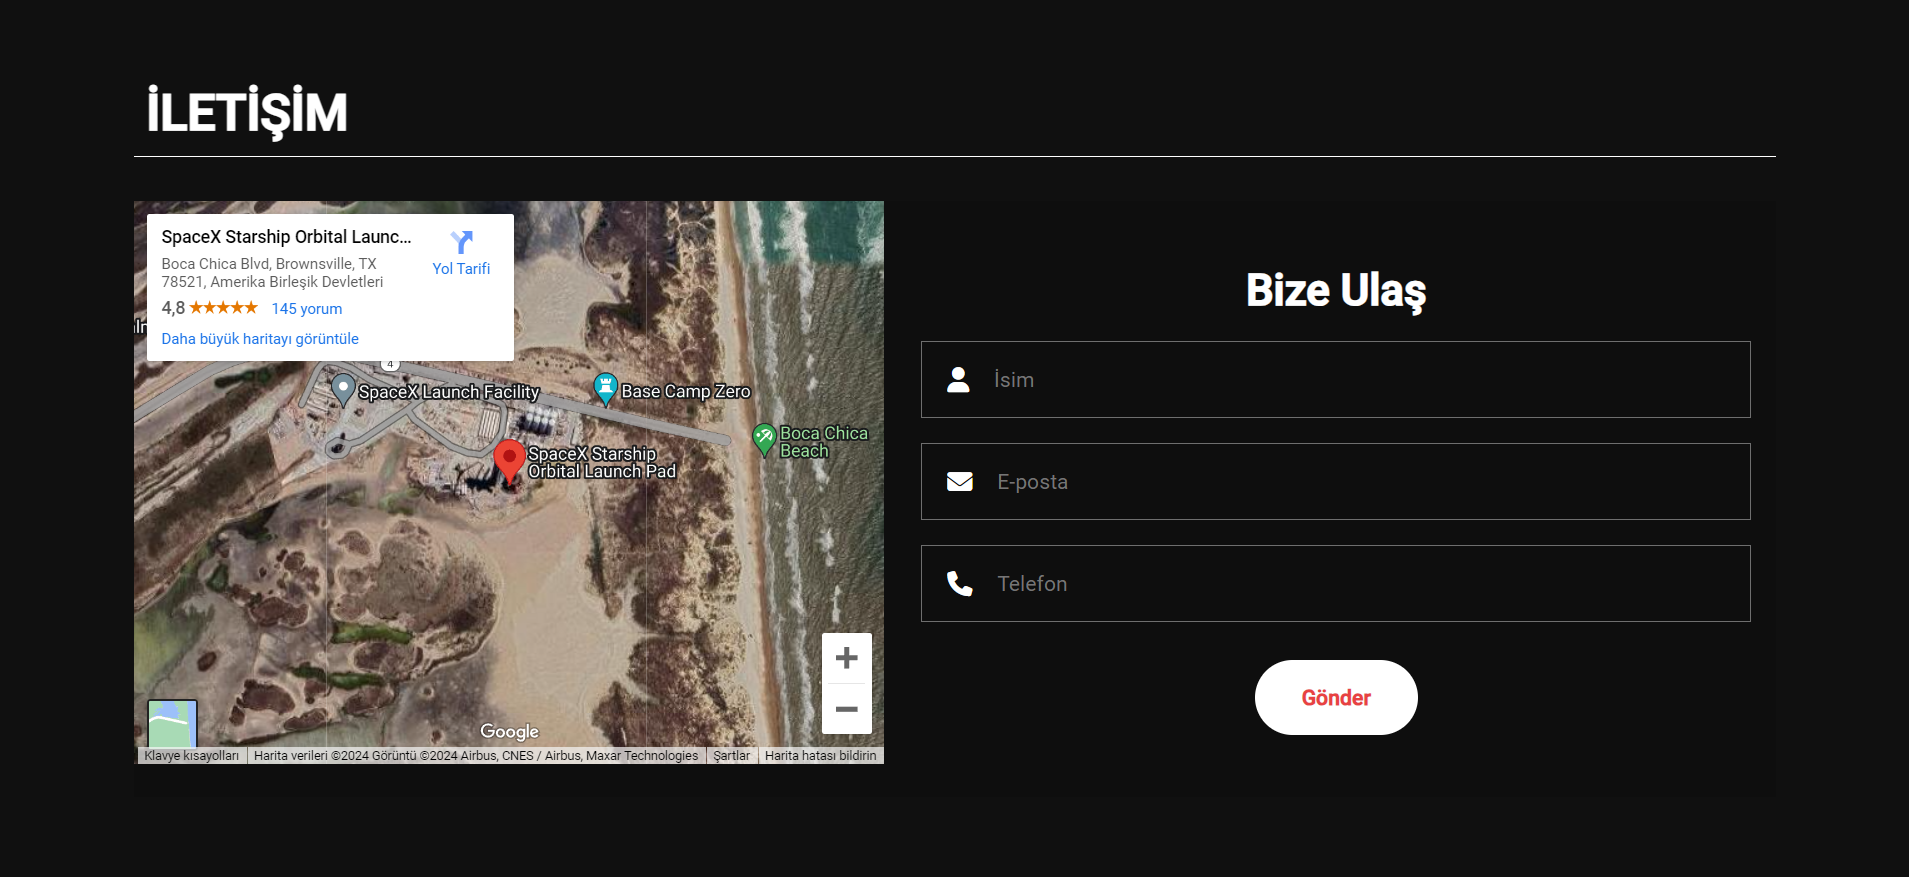 İLETİŞİM
SpaceX Starship Orbital Launc...
Boca Chica Blvd, Brownsville, TX
78521, Amerika Birleşik Devletleri
4,8 145 yorum
Daha büyük haritayı görüntüle
Yol Tarifi
4
SpaceX Launch Facility
Base Camp Zero
Boca Chica
Beach
SpaceX Starship
Orbital Launch Pad
Google
Klavye kısayolları
Harita verileri ©2024 Görüntü ©2024 Airbus, CNES / Airbus, Maxar Technologies
Şartlar
Harita hatası bildirin
Bize Ulaş
İsim
E-posta
Telefon
Gönder